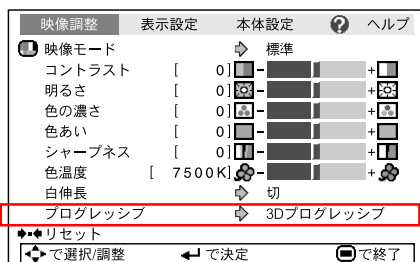 映像調整 表示設定 本体設定 ? ヘルプ
映像モード 標準
コントラスト [ 0] - +
明るさ [ 0] - +
色の濃さ [ 0] - +
色あい [ 0] - +
シャープネス [ 0] - +
色温度 [ 7500K] - +
白伸長 切
プログレッシブ 3Dプログレッシブ
リセット
で選択/調整 で決定 で終了